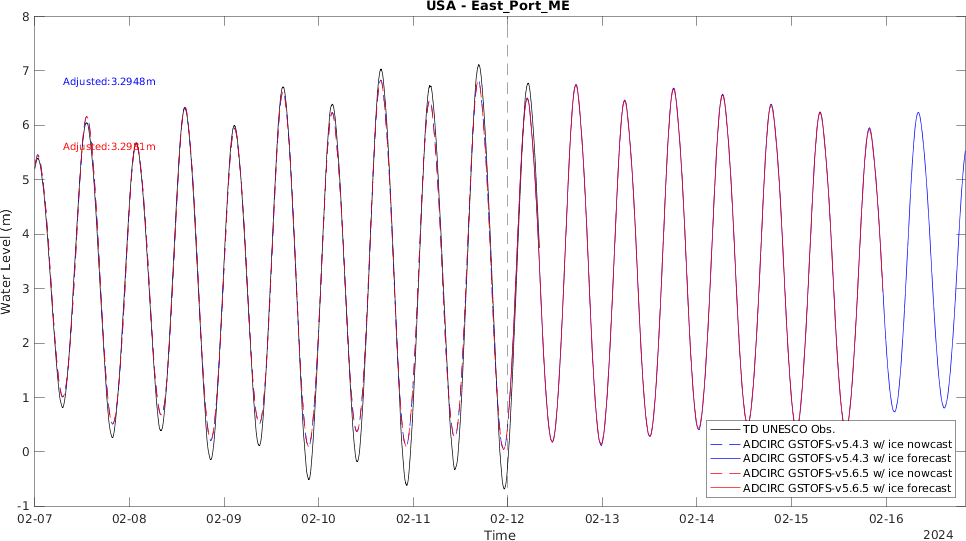 USA - East_Port_ME
8
7
6
5
4
3
2
1
0
-1
Water Level (m)
Adjusted:3.2948m
Adjusted:3.2981m
TD UNESCO Obs.
ADCIRC GSTOFS-v5.4.3 w/ ice nowcast
ADCIRC GSTOFS-v5.4.3 w/ ice forecast
ADCIRC GSTOFS-v5.6.5 w/ ice nowcast
ADCIRC GSTOFS-v5.6.5 w/ ice forecast
02-07 02-08 02-09 02-10 02-11 02-12 02-13 02-14 02-15 02-16
Time
2024